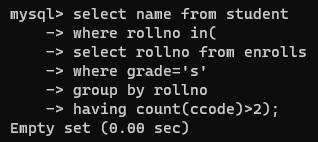 mysql> select name from student
    -> where rollno in(
    -> select rollno from enrolls
    -> where grade='s'
    -> group by rollno
    -> having count(ccode)>2);
Empty set (0.00 sec)